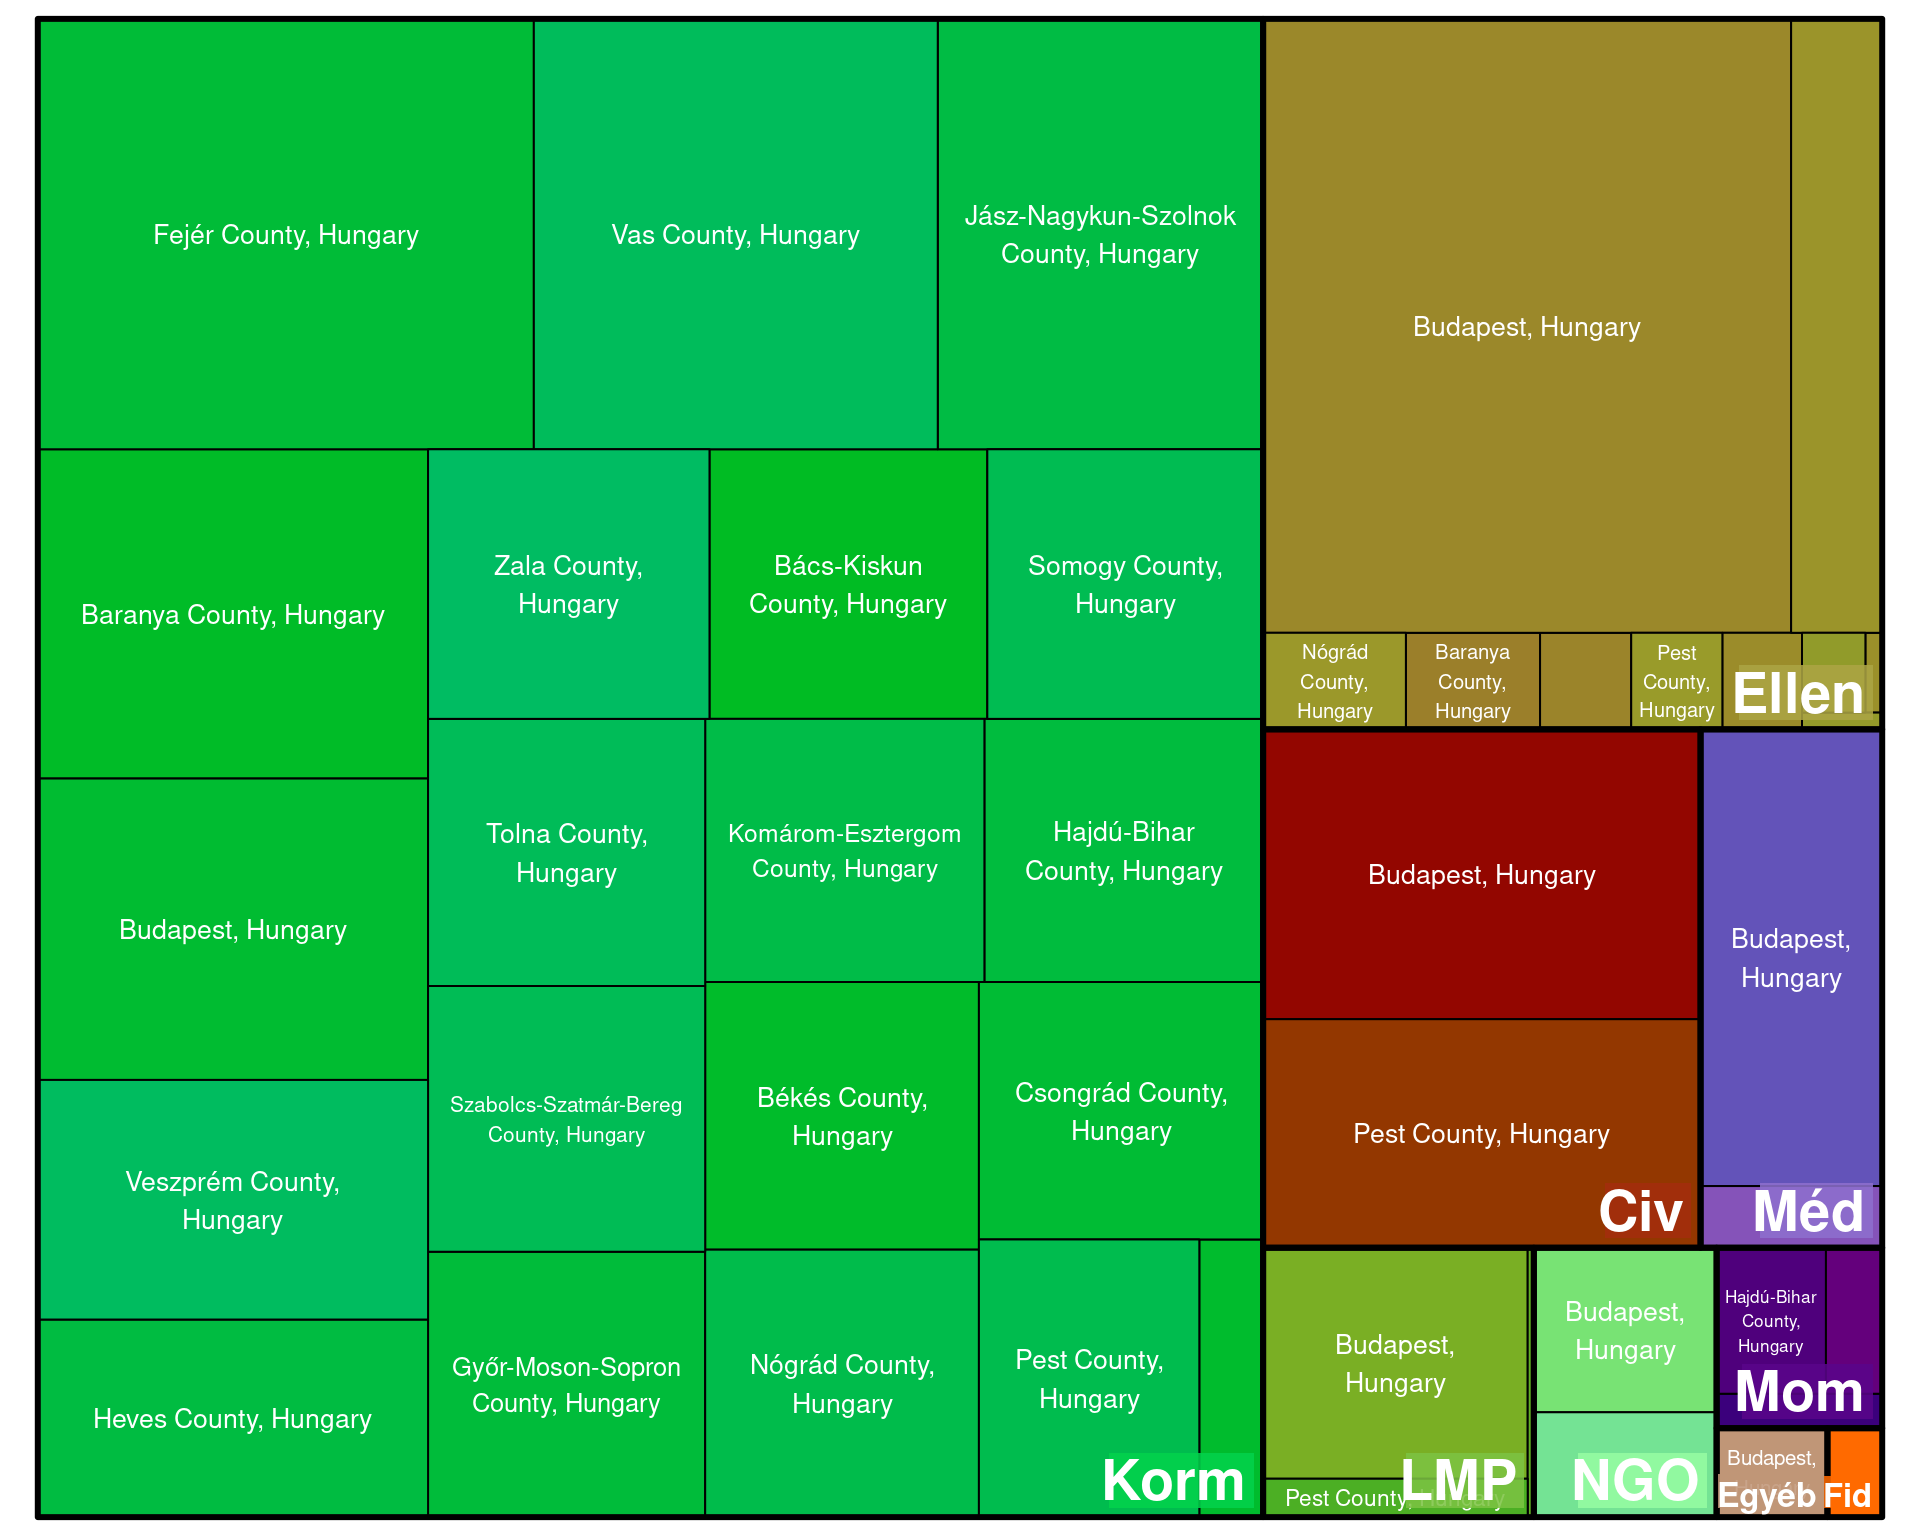 Fejér County, Hungary
Vas County, Hungary
Jász-Nagykun-Szolnok
County, Hungary
Baranya County, Hungary
Zala County,
Hungary
Bács-Kiskun
County, Hungary
Somogy County,
Hungary
Budapest, Hungary
Tolna County,
Hungary
Komárom-Esztergom
County, Hungary
Hajdú-Bihar
County, Hungary
Veszprém County,
Hungary
Szabolcs-Szatmár-Bereg
County, Hungary
Békés County,
Hungary
Csongrád County,
Hungary
Heves County, Hungary
Győr-Moson-Sopron
County, Hungary
Nógrád County,
Hungary
Pest County,
Hungary
Korm
Budapest, Hungary
Nógrád
County,
Hungary
Baranya
County,
Hungary
Pest
County,
Hungary
Ellen
Budapest, Hungary
Pest County, Hungary
Civ
Budapest,
Hungary
Méd
Budapest,
Hungary
Pest County, Hungary
LMP
Budapest,
Hungary
NGO
Hajdú-Bihar
County,
Hungary
Mom
Budapest,
Egyéb
Fid